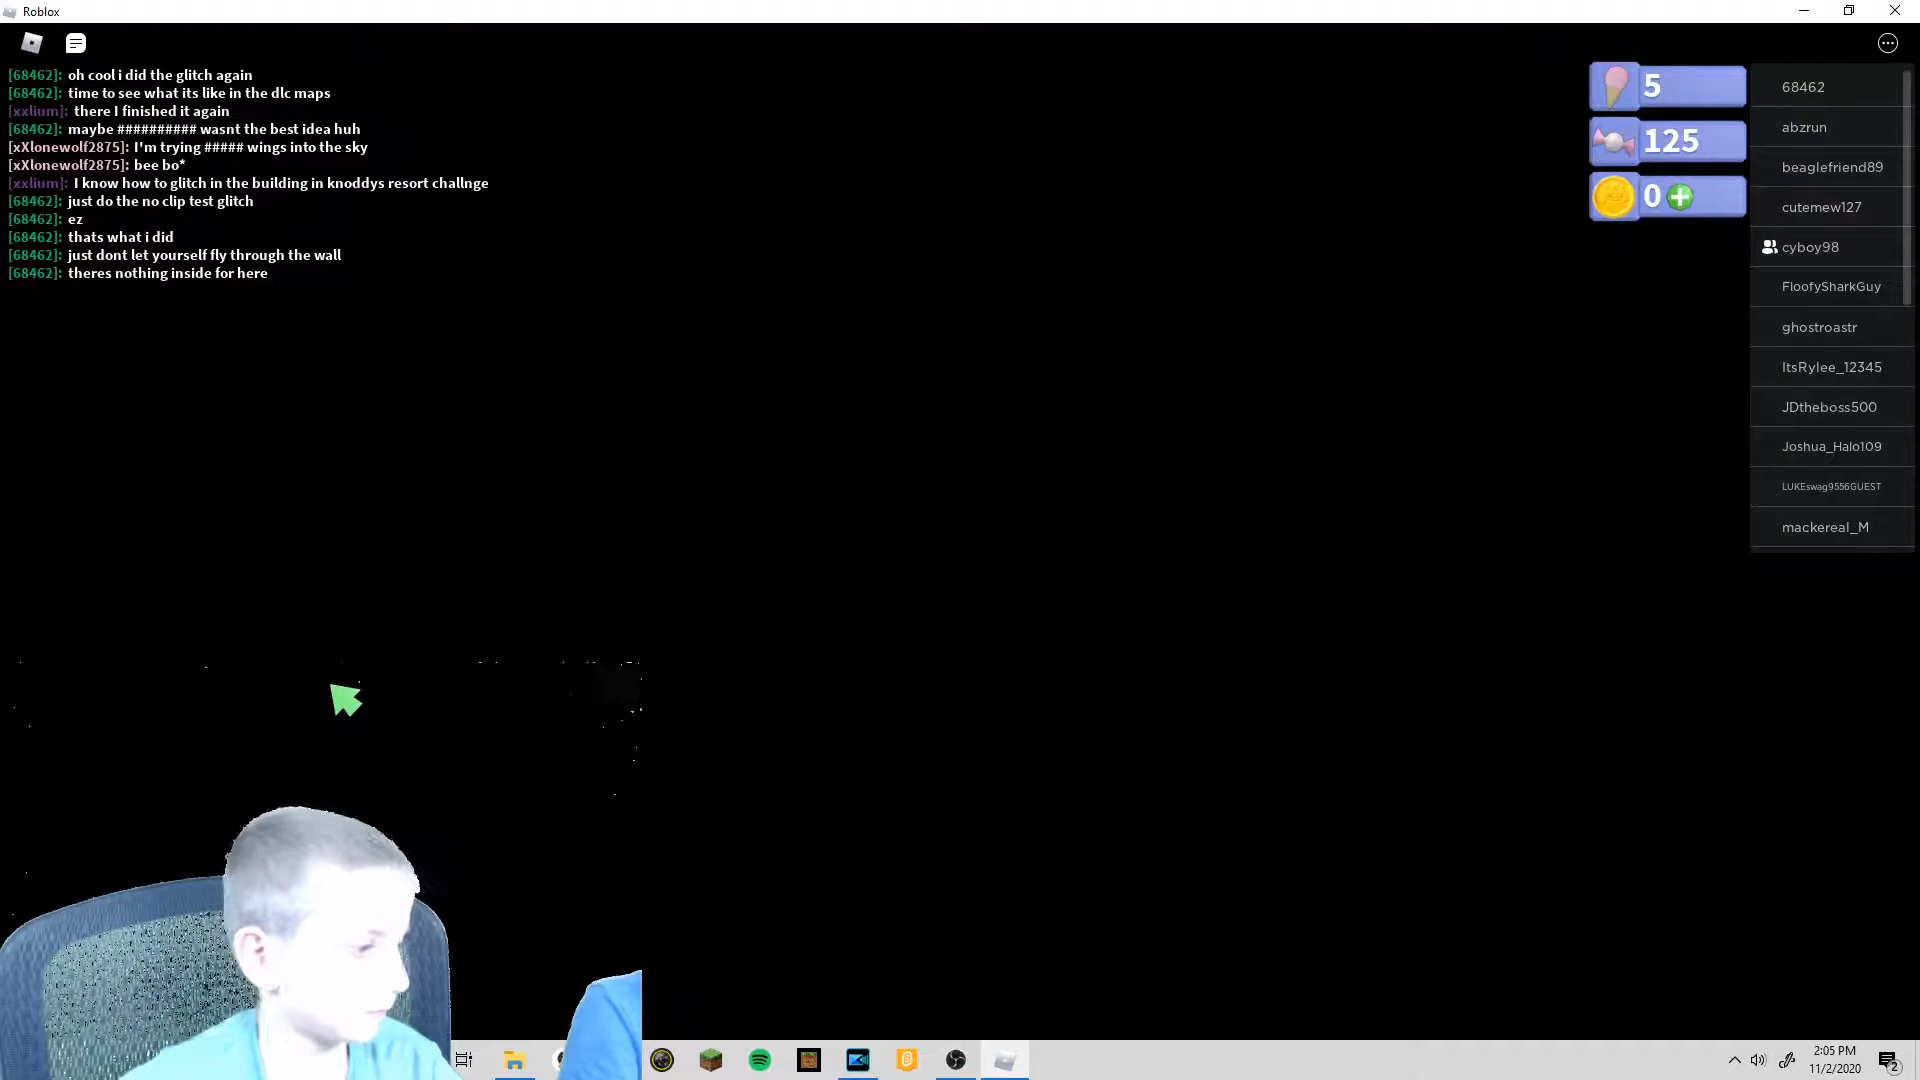 Roblox
[68462]: oh cool i did the glitch again
[68462]: time to see what its like in the dlc maps
[xxlium]: there I finished it again
[68462]: maybe ########## wasnt the best idea huh
[xXlonewolf2875]: I'm trying ##### wings into the sky
[xXlonewolf2875]: bee bo*
[xxlium]: I know how to glitch in the building in knoddys resort challnge
[68462]: just do the no clip test glitch
[68462]: ez
[68462]: thats what i did
[68462]: just dont let yourself fly through the wall
[68462]: theres nothing inside for here
5
125
0
68462
abzrun
beaglefriend89
cutemew127
cyboy98
FloofySharkGuy
ghostroastr
ItsRylee_12345
JDtheboss500
Joshua_Halo109
LUKEswag9556GUEST
mackereal_M
2:05 PM
11/2/2020
2